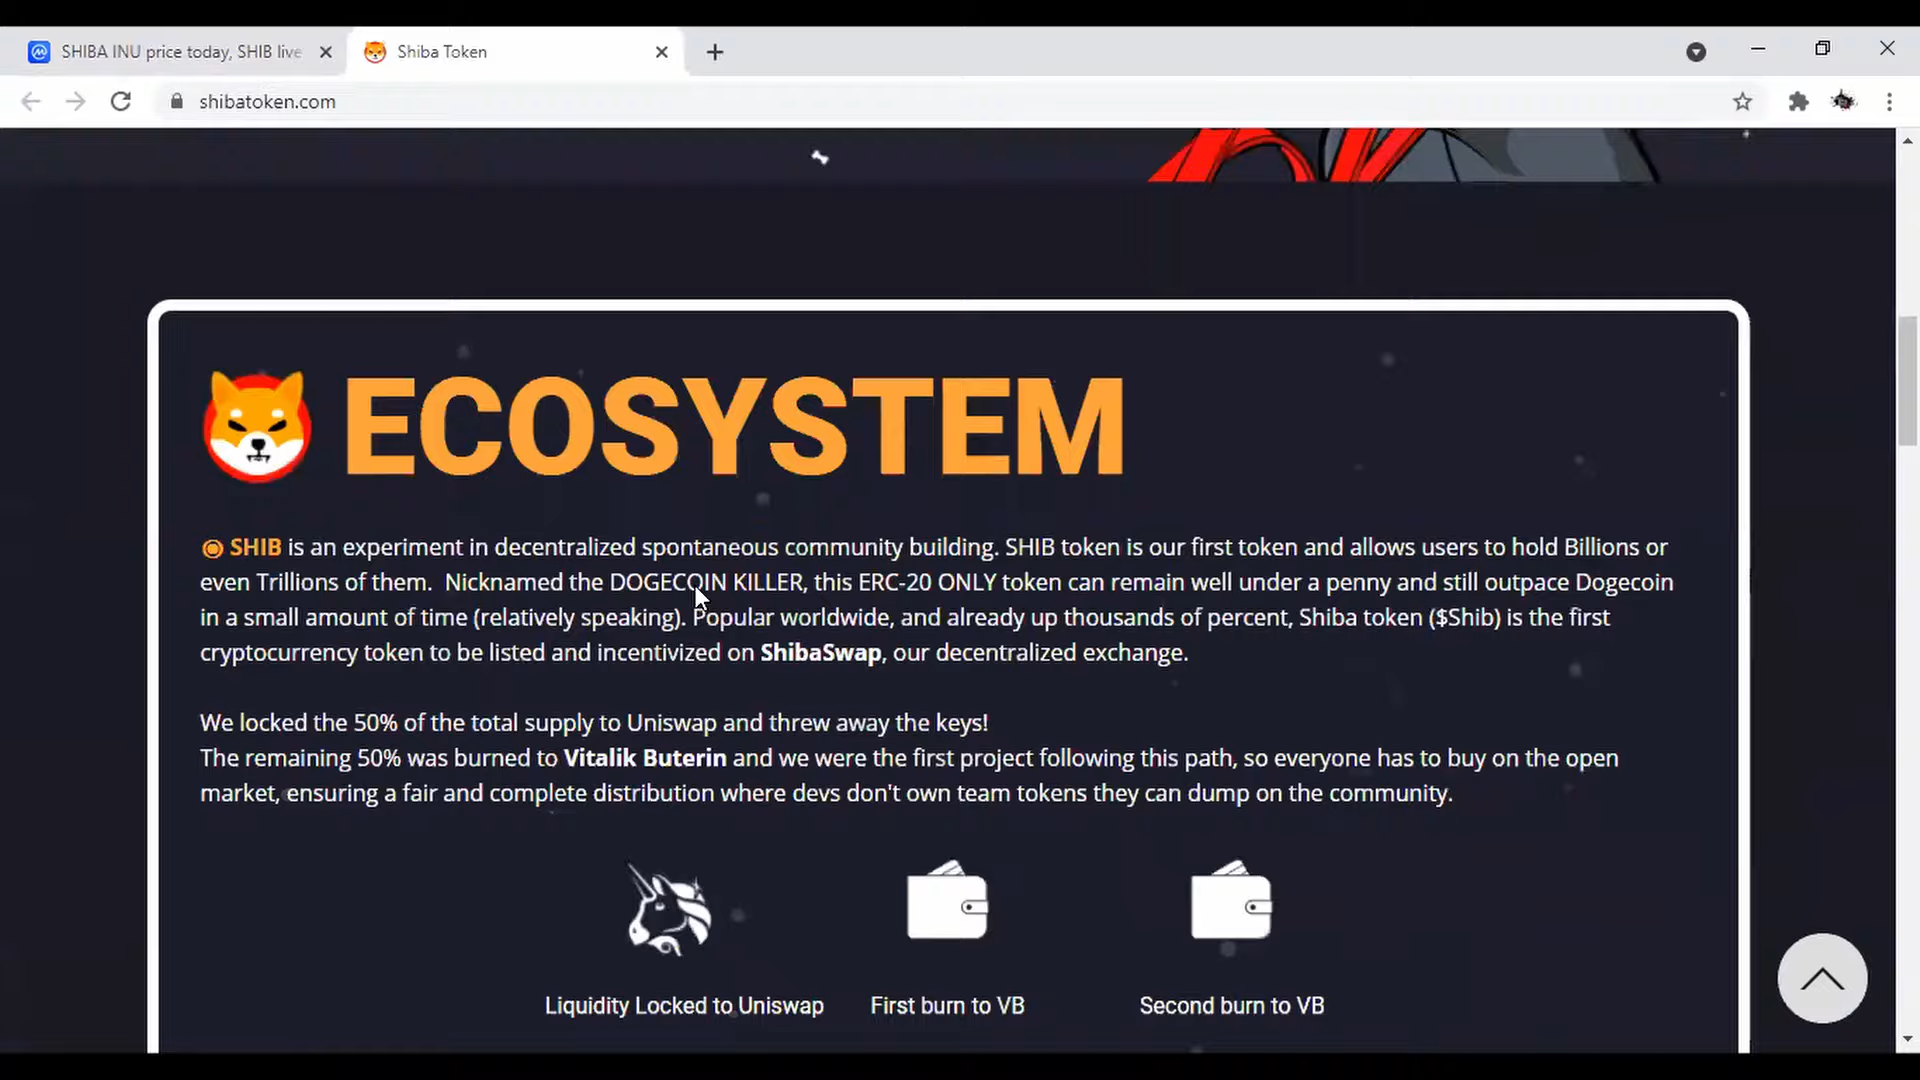 SHIBA INU price today, SHIB live
Shiba Token
shibatoken.com
ECOSYSTEM
SHIB is an experiment in decentralized spontaneous community building. SHIB token is our first token and allows users to hold Billions or
even Trillions of them. Nicknamed the DOGECOIN KILLER, this ERC-20 ONLY token can remain well under a penny and still outpace Dogecoin
in a small amount of time (relatively speaking). Popular worldwide, and already up thousands of percent, Shiba token ($Shib) is the first
cryptocurrency token to be listed and incentivized on ShibaSwap, our decentralized exchange.
We locked the 50% of the total supply to Uniswap and threw away the keys!
The remaining 50% was burned to Vitalik Buterin and we were the first project following this path, so everyone has to buy on the open
market, ensuring a fair and complete distribution where devs don't own team tokens they can dump on the community.
Liquidity Locked to Uniswap
First burn to VB
Second burn to VB